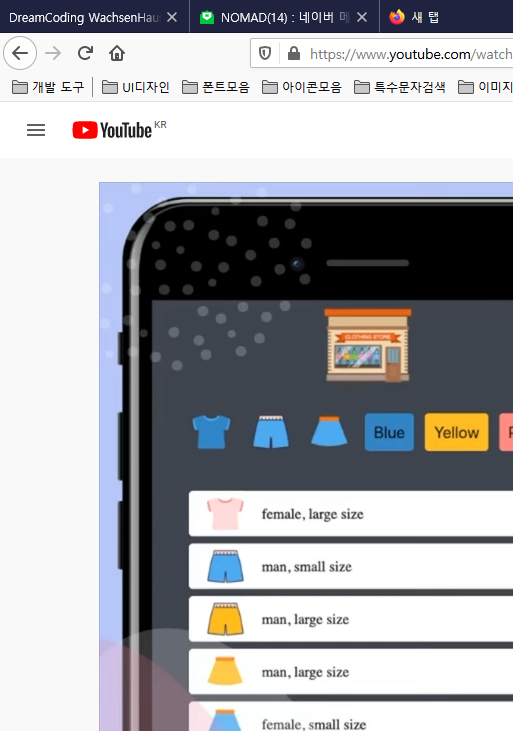 DreamCoding WachsenHaus
NOMAD(14) : 네이버 메
새 탭
https://www.youtube.com/watch
개발 도구
UI디자인
폰트모음
아이콘모음
특수문자검색
이미지
YouTube KR
CLOTHING STORE
Blue
Yellow
female, large size
man, small size
man, large size
man, large size
female, small size